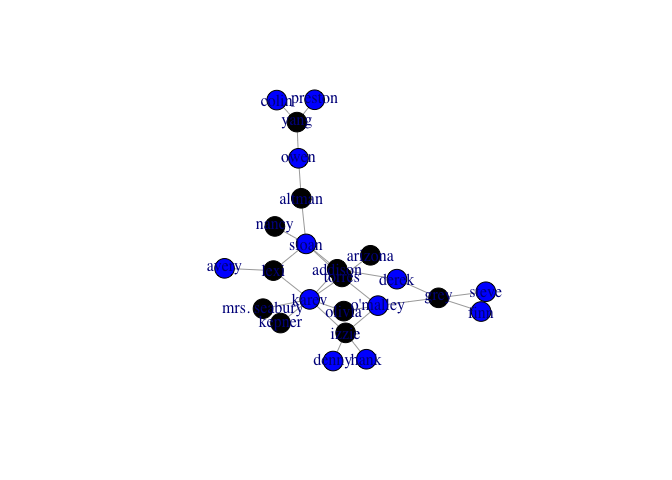 colin
preston
yang
owen
altman
nancy
sloan
arizona
avery
lexi
addison
torres
derek
karev
grey
steve
mrs. seabury
olivia
o'malley
finn
kepner
izzie
denny
hank